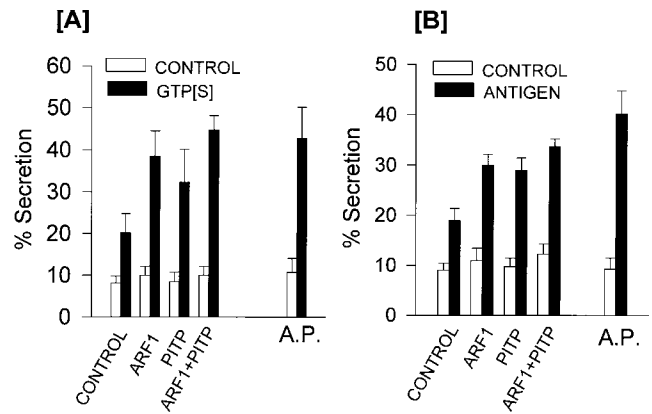 [A]
CONTROL
GTP[S]
% Secretion
60
50
40
30
20
10
0
CONTROL
ARF1
PITP
ARF1+PITP
A.P.
[B]
CONTROL
ANTIGEN
% Secretion
50
40
30
20
10
0
CONTROL
ARF1
PITP
ARF1+PITP
A.P.